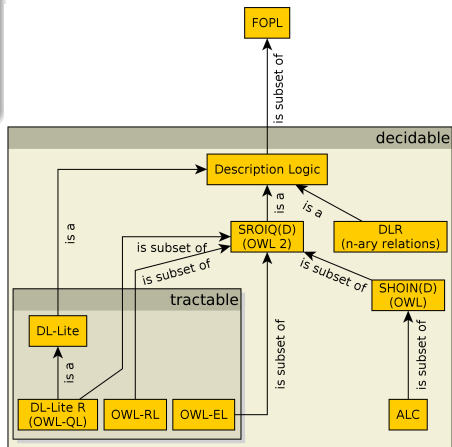 FOPL
is subset of
decidable
Description Logic
is a
is a
is a
SROIQ(D)
(OWL 2)
DLR
(n-ary relations)
is subset of
is subset of
is subset of
SHOIN(D)
(OWL)
tractable
DL-Lite
is subset of
is subset of
is a
DL-Lite R
(OWL-QL)
OWL-RL
OWL-EL
ALC